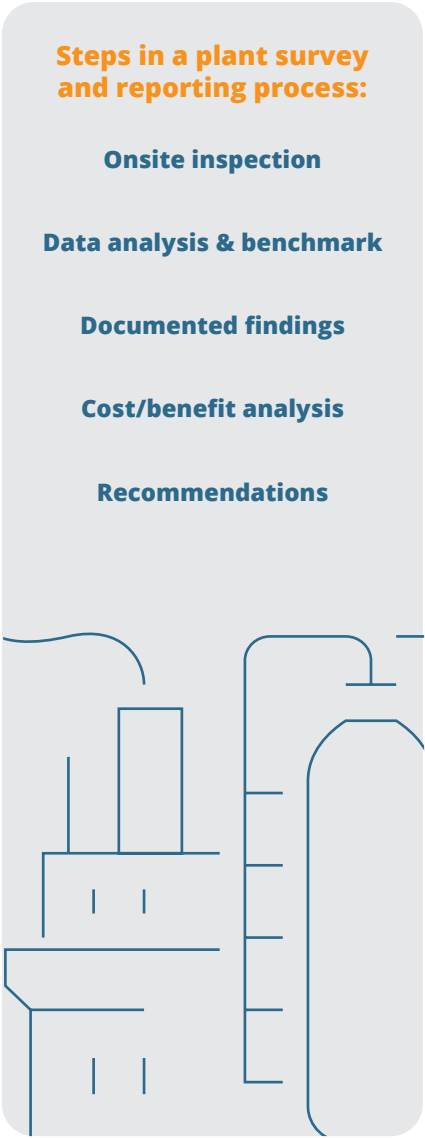 Steps in a plant survey
and reporting process:
Onsite inspection
Data analysis & benchmark
Documented findings
Cost/benefit analysis
Recommendations